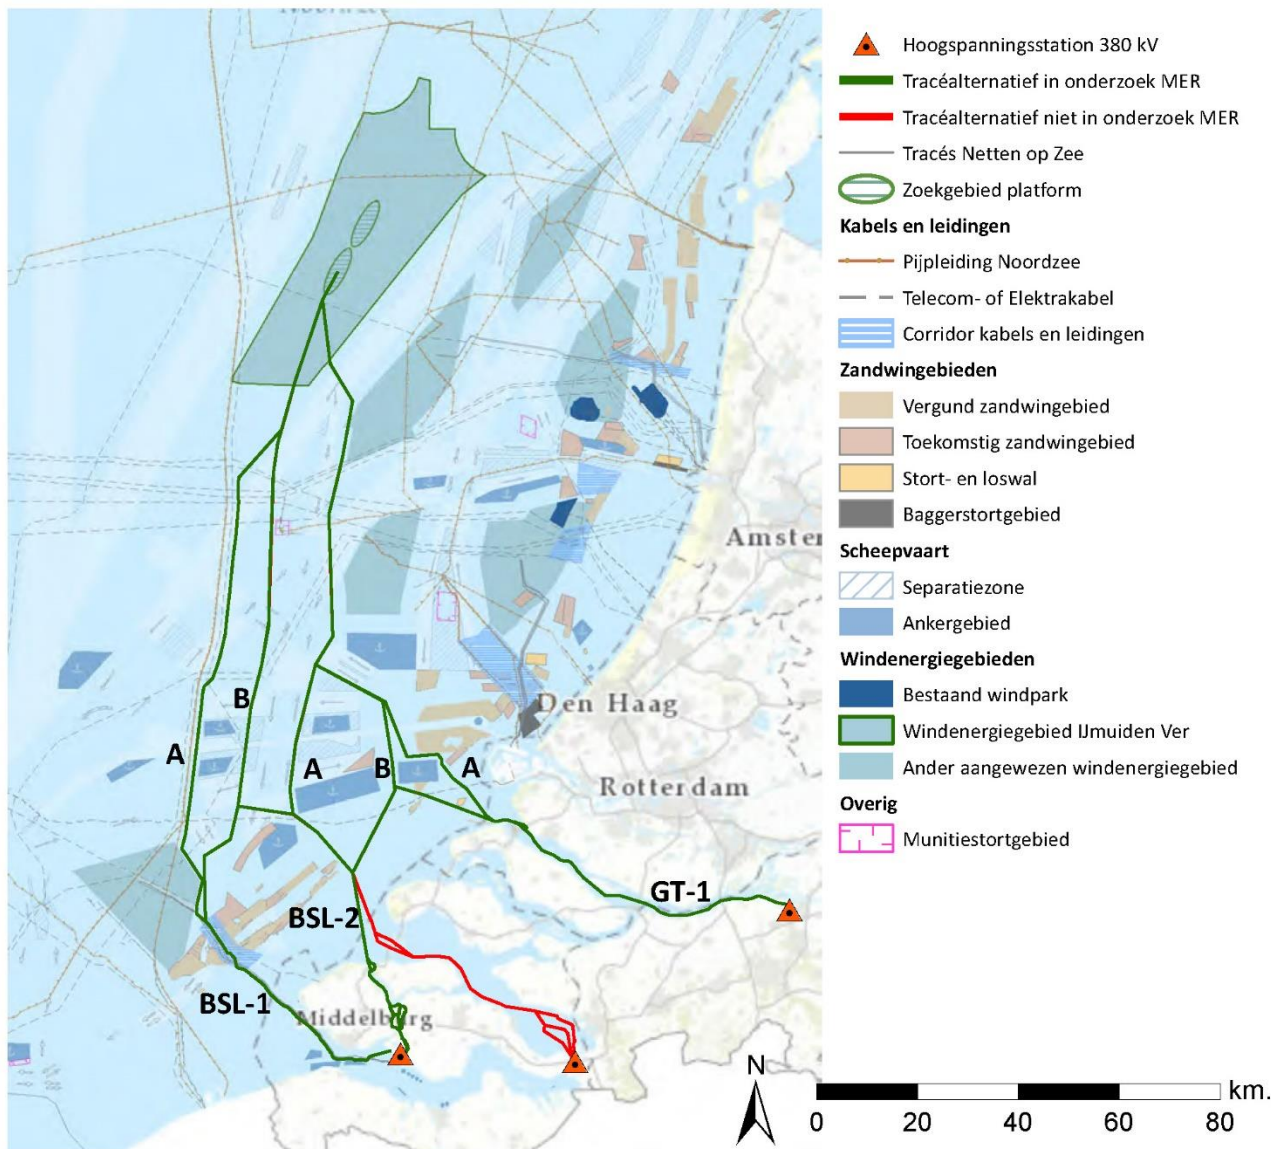 Noordzee
Amster
Den Haag
Rotterdam
Middelburg
A
B
A
B
A
GT-1
BSL-2
BSL-1
Hoogspanningsstation 380 kV
Tracéalternatief in onderzoek MER
Tracéalternatief niet in onderzoek MER
Tracés Netten op Zee
Zoekgebied platform
Kabels en leidingen
Pijpleiding Noordzee
Telecom- of Elektrakabel
Corridor kabels en leidingen
Zandwingebieden
Vergund zandwingebied
Toekomstig zandwingebied
Stort- en loswal
Baggerstortgebied
Scheepvaart
Separatiezone
Ankergebied
Windenergiegebieden
Bestaand windpark
Windenergiegebied IJmuiden Ver
Ander aangewezen windenergiegebied
Overig
Munitiestortgebied
N
km.
0 20 40 60 80